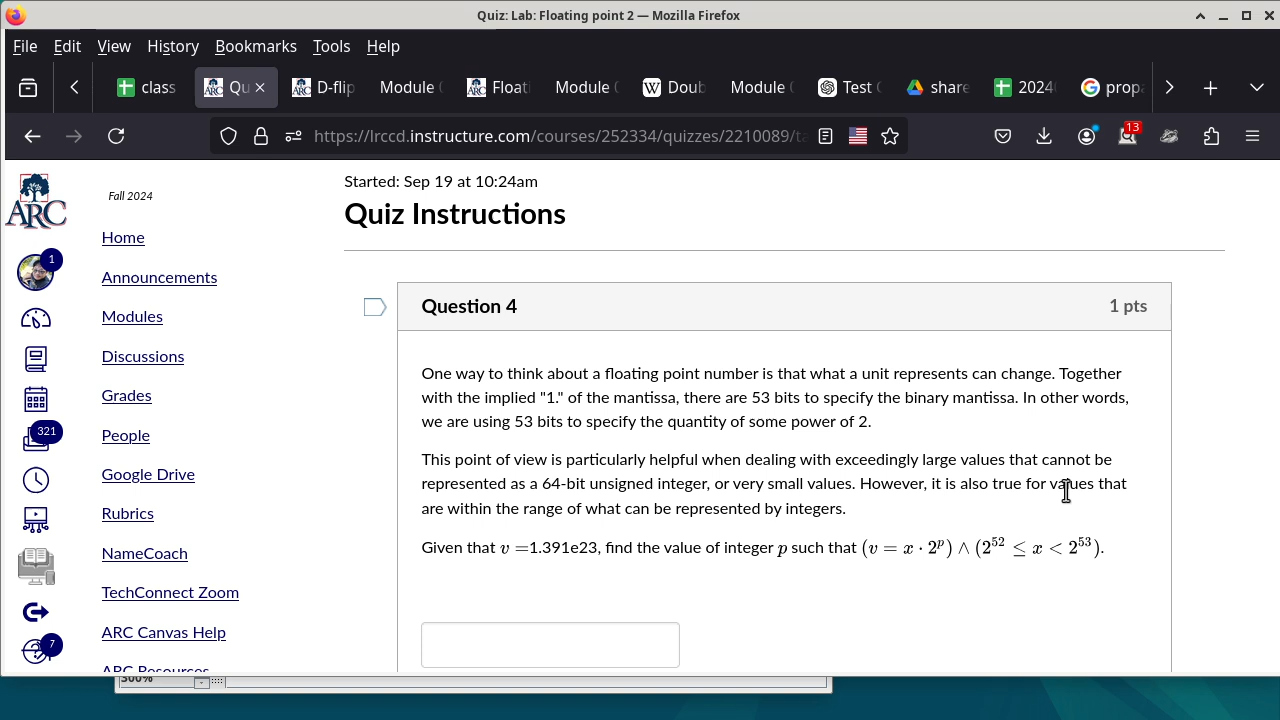 Quiz: Lab: Floating point 2 — Mozilla Firefox
File Edit View History Bookmarks Tools Help
class Qu D-flip Module Float Module Doub Module Test share 2024 propa
https://lrccd.instructure.com/courses/252334/quizzes/2210089/ta
13
ARC
Fall 2024
1
321
7
Home
Announcements
Modules
Discussions
Grades
People
Google Drive
Rubrics
NameCoach
TechConnect Zoom
ARC Canvas Help
ARC Resources
Started: Sep 19 at 10:24am
Quiz Instructions
Question 4 1 pts
One way to think about a floating point number is that what a unit represents can change. Together
with the implied "1." of the mantissa, there are 53 bits to specify the binary mantissa. In other words,
we are using 53 bits to specify the quantity of some power of 2.
This point of view is particularly helpful when dealing with exceedingly large values that cannot be
represented as a 64-bit unsigned integer, or very small values. However, it is also true for values that
are within the range of what can be represented by integers.
Given that v =1.391e23, find the value of integer p such that (v = x · 2^p) ∧ (2^52 ≤ x < 2^53).
300%